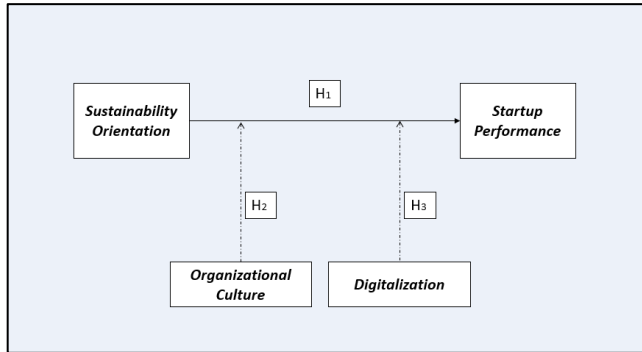 H1
Sustainability
Orientation
Startup
Performance
H2
H3
Organizational
Culture
Digitalization